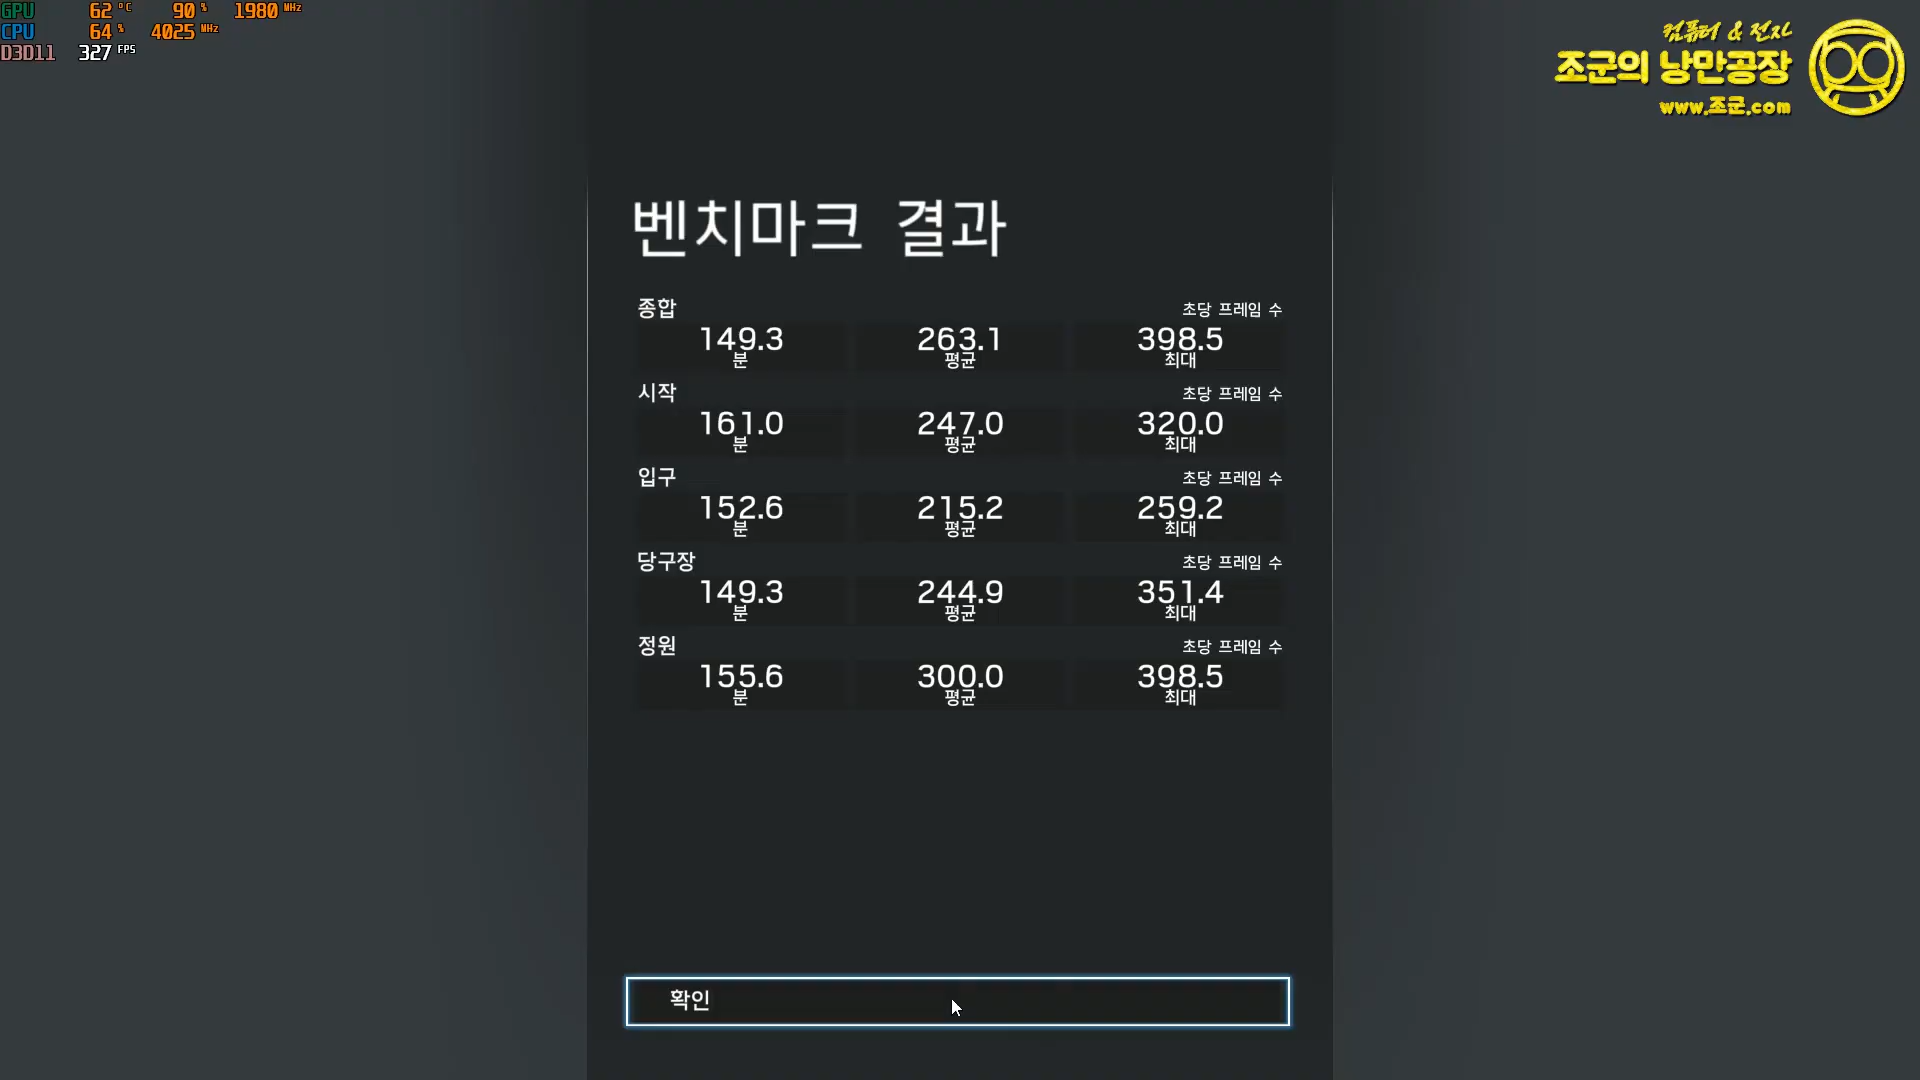 GPU 62 °C 90 % 1980 MHz
CPU 64 % 4025 MHz
D3D11 327 FPS
컴퓨터 & 전자
조군의 낭만공장
www.조군.com
벤치마크 결과
종합 초당 프레임 수
149.3 263.1 398.5
분 평균 최대
시작 초당 프레임 수
161.0 247.0 320.0
분 평균 최대
입구 초당 프레임 수
152.6 215.2 259.2
분 평균 최대
당구장 초당 프레임 수
149.3 244.9 351.4
분 평균 최대
정원 초당 프레임 수
155.6 300.0 398.5
분 평균 최대
확인